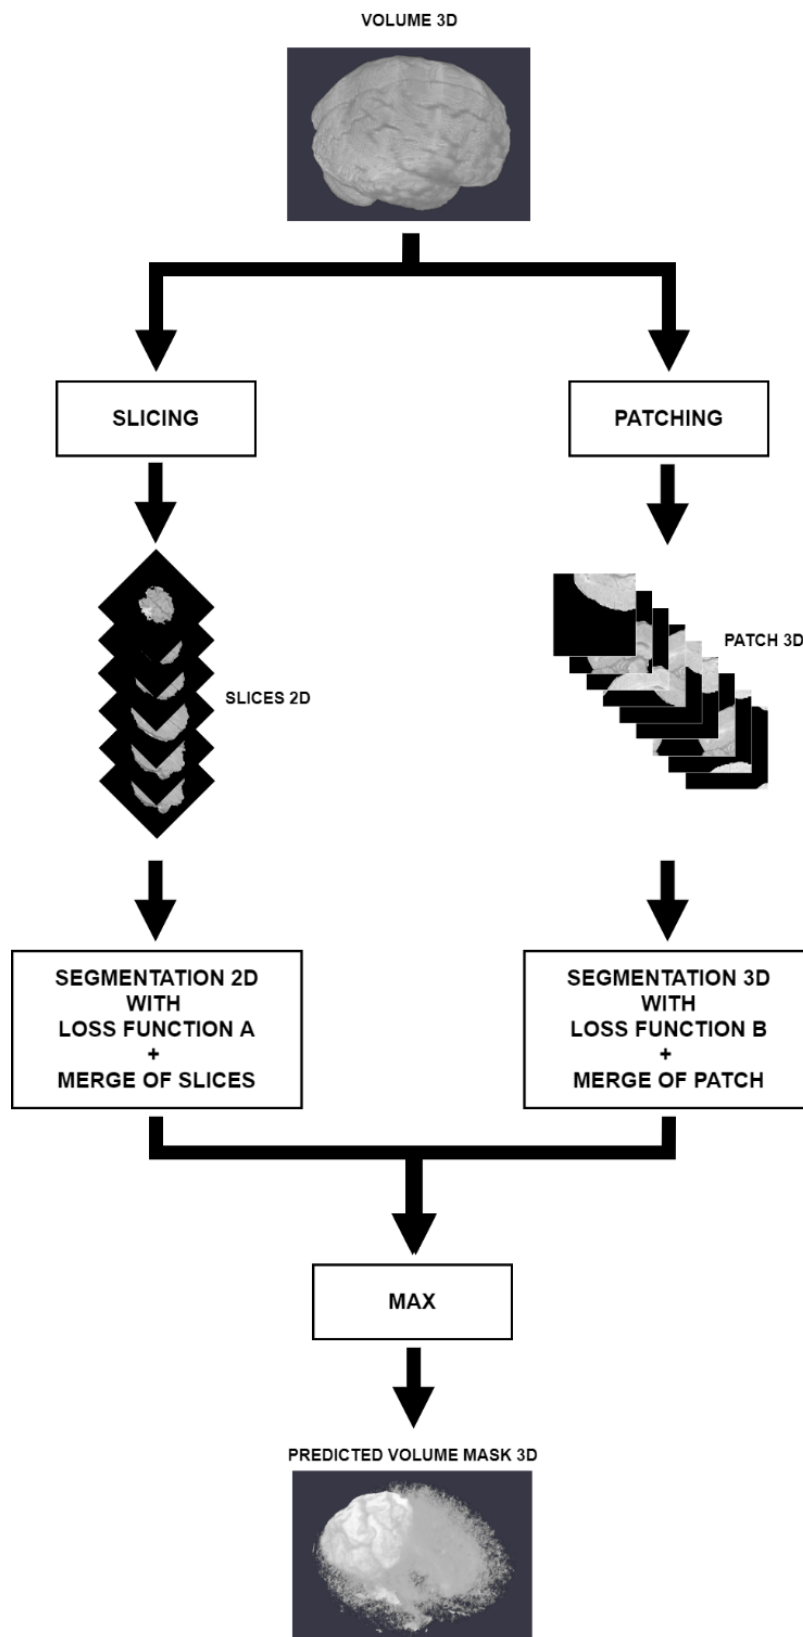 VOLUME 3D
SLICING
PATCHING
SLICES 2D
PATCH 3D
SEGMENTATION 2D
WITH
LOSS FUNCTION A
+
MERGE OF SLICES
SEGMENTATION 3D
WITH
LOSS FUNCTION B
+
MERGE OF PATCH
MAX
PREDICTED VOLUME MASK 3D